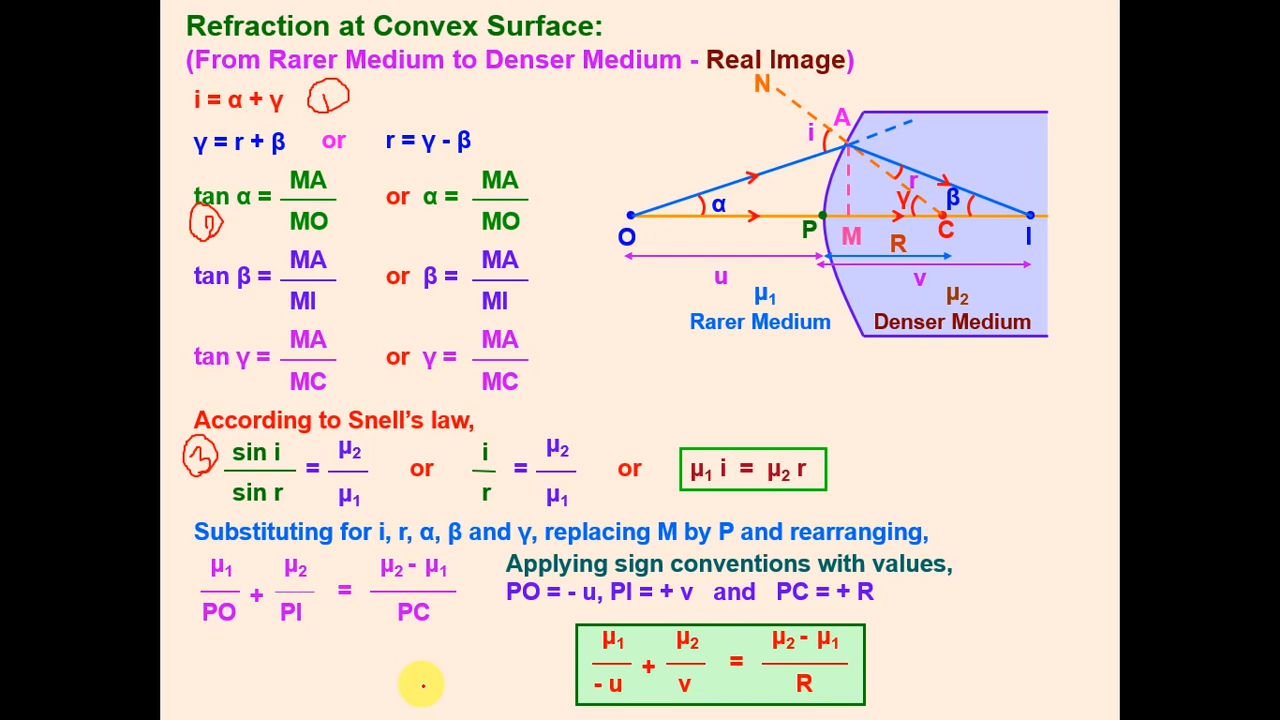 Refraction at Convex Surface:
(From Rarer Medium to Denser Medium - Real Image)
i = α + γ 1
γ = r + β or r = γ - β
tan α = MA / MO or α = MA / MO
tan β = MA / MI or β = MA / MI
tan γ = MA / MC or γ = MA / MC
N
A
i
r
α
γ
β
O
P
M
C
I
R
u
v
μ₁
Rarer Medium
μ₂
Denser Medium
According to Snell's law,
sin i / sin r = μ₂ / μ₁ or i / r = μ₂ / μ₁ or μ₁ i = μ₂ r
Substituting for i, r, α, β and γ, replacing M by P and rearranging,
μ₁ / PO + μ₂ / PI = μ₂ - μ₁ / PC
Applying sign conventions with values,
PO = - u, PI = + v and PC = + R
μ₁ / - u + μ₂ / v = μ₂ - μ₁ / R